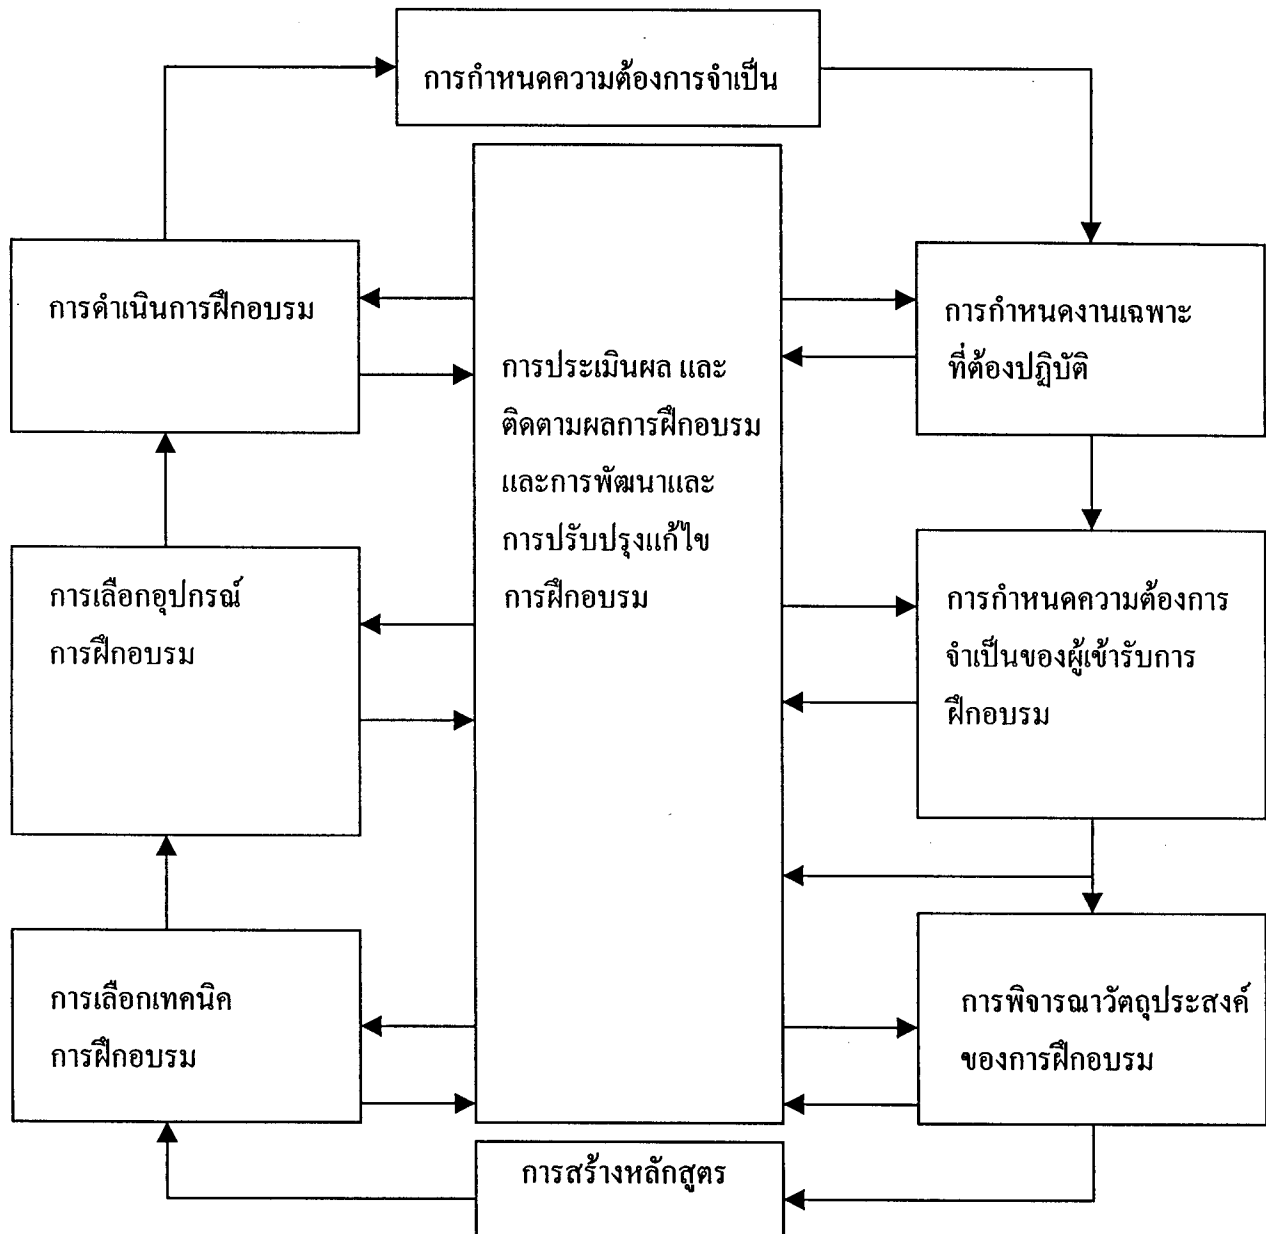 การกำหนดความต้องการจำเป็น
การดำเนินการฝึกอบรม
การกำหนดงานเฉพาะ
ที่ต้องปฏิบัติ
การประเมินผล และ
ติดตามผลการฝึกอบรม
และการพัฒนาและ
การปรับปรุงแก้ไข
การฝึกอบรม
การเลือกอุปกรณ์
การฝึกอบรม
การกำหนดความต้องการ
จำเป็นของผู้เข้ารับการ
ฝึกอบรม
การเลือกเทคนิค
การฝึกอบรม
การพิจารณาวัตถุประสงค์
ของการฝึกอบรม
การสร้างหลักสูตร